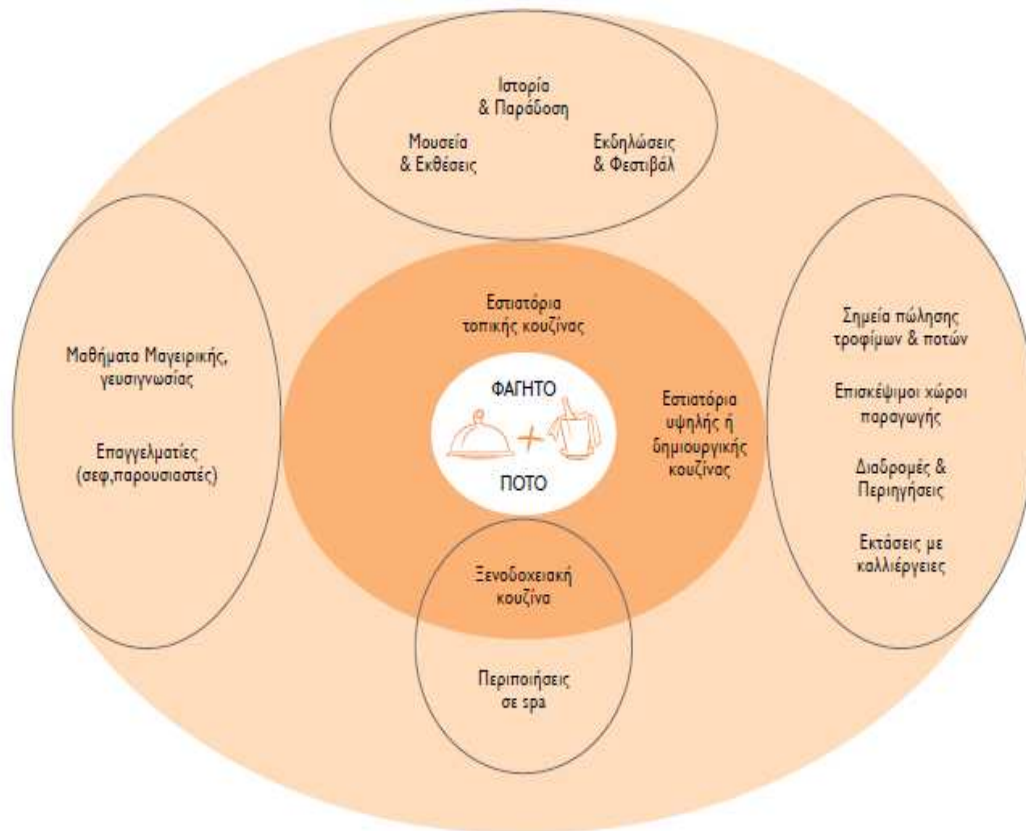 Ιστορία
& Παράδοση
Μουσεία
& Εκθέσεις
Εκδηλώσεις
& Φεστιβάλ
Μαθήματα Μαγειρικής,
γευσιγνωσίας
Επαγγελματίες
(σεφ,παρουσιαστές)
Εστιατόρια
τοπικής κουζίνας
ΦΑΓΗΤΟ
ΠΟΤΟ
Εστιατόρια
υψηλής ή
δημιουργικής
κουζίνας
Σημεία πώλησης
τροφίμων & ποτών
Επισκέψιμοι χώροι
παραγωγής
Διαδρομές &
Περιηγήσεις
Εκτάσεις με
καλλιέργειες
Ξενοδοχειακή
κουζίνα
Περιποιήσεις
σε spa